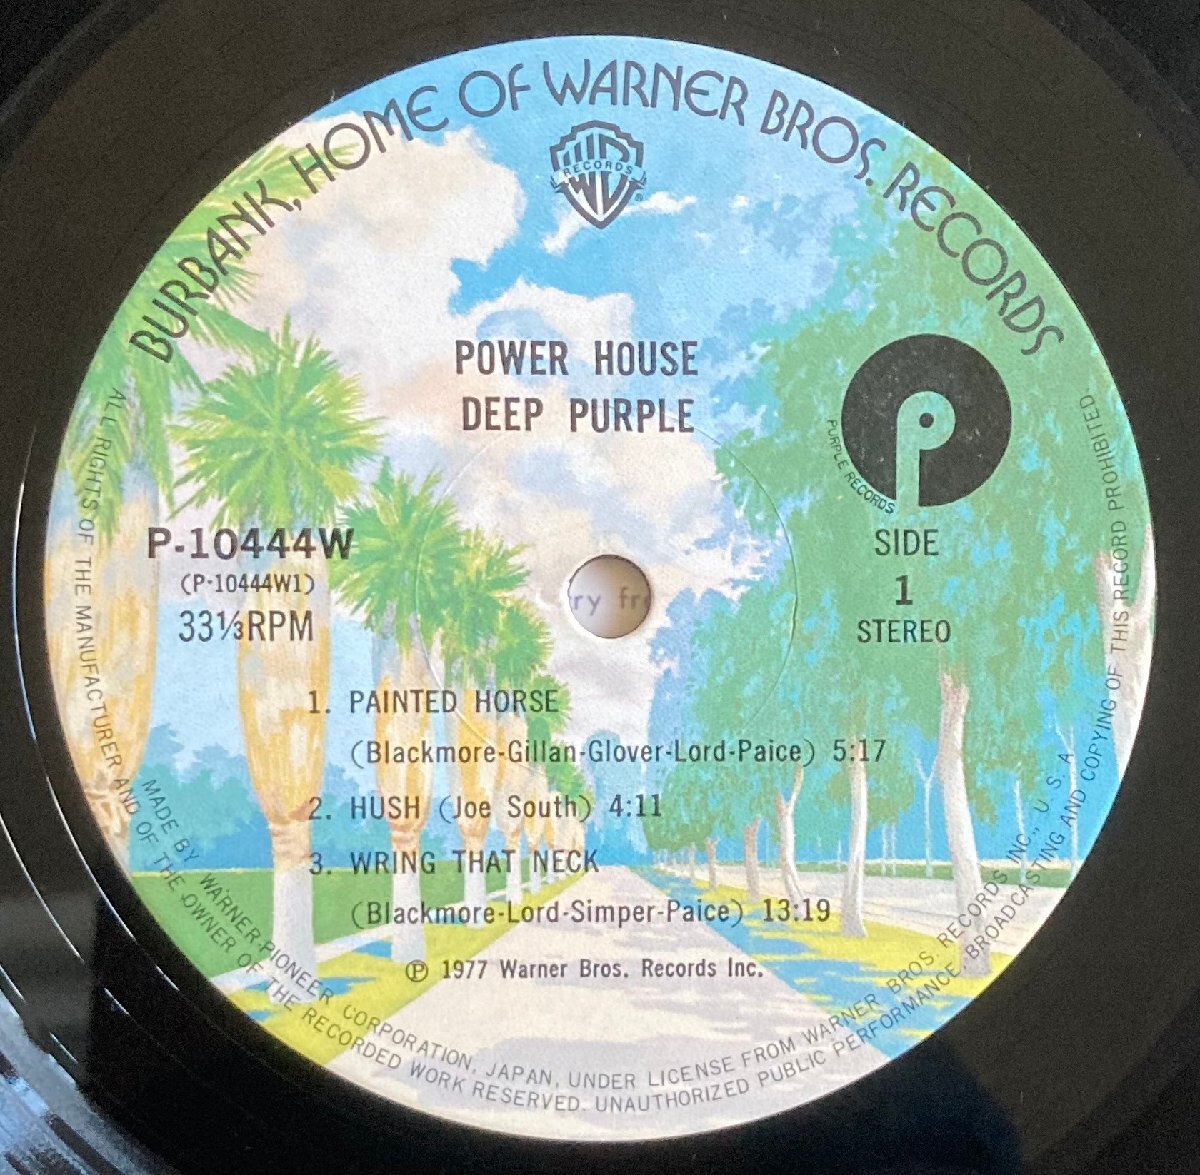 BURBANK, HOME OF WARNER BROS. RECORDS
RECORDS
®
POWER HOUSE
DEEP PURPLE
PURPLE RECORDS
P-10444W
(P-10444W1)
33⅓RPM
SIDE
1
STEREO
1. PAINTED HORSE
(Blackmore-Gillan-Glover-Lord-Paice) 5:17
2. HUSH (Joe South) 4:11
3. WRING THAT NECK
(Blackmore-Lord-Simper-Paice) 13:19
℗ 1977 Warner Bros. Records Inc.
MADE BY WARNER-PIONEER CORPORATION, JAPAN, UNDER LICENSE FROM WARNER BROS. RECORDS INC., U. S. A.
ALL RIGHTS OF THE MANUFACTURER AND OF THE OWNER OF THE RECORDED WORK RESERVED. UNAUTHORIZED PUBLIC PERFORMANCE, BROADCASTING AND COPYING OF THIS RECORD PROHIBITED.